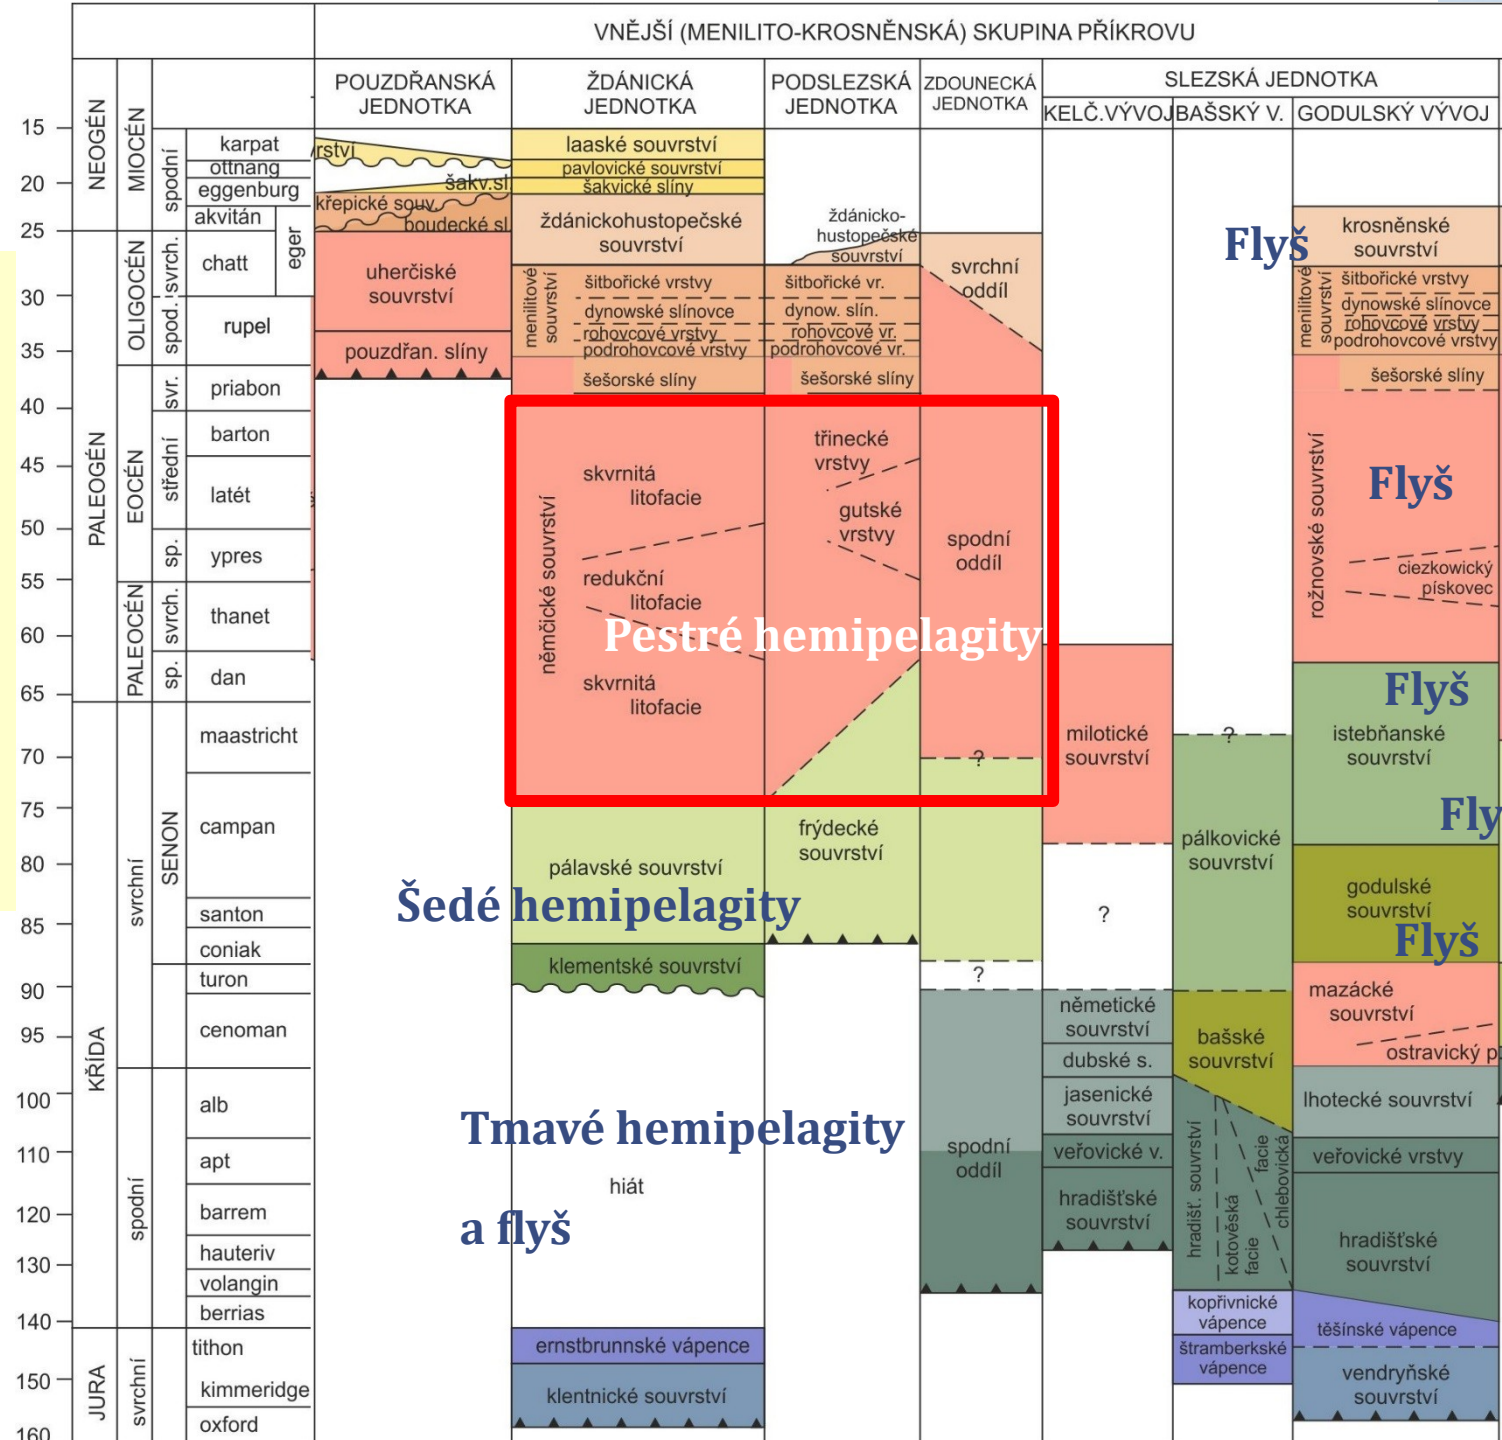 VNĚJŠÍ (MENILITO-KROSNĚNSKÁ) SKUPINA PŘÍKROVU
POUZDŘANSKÁ
JEDNOTKA
ŽDÁNICKÁ
JEDNOTKA
PODSLEZSKÁ
JEDNOTKA
ZDOUNECKÁ
JEDNOTKA
SLEZSKÁ JEDNOTKA
KELČ.VÝVOJ
BAŠSKÝ V.
GODULSKÝ VÝVOJ
15
20
25
30
35
40
45
50
55
60
65
70
75
80
85
90
95
100
110
120
130
140
150
160
NEOGÉN
PALEOGÉN
KŘÍDA
JURA
MIOCÉN
OLIGOCÉN
EOCÉN
PALEOCÉN
svrchní
spodní
svrchní
spodní
svrch.
spod.
svr.
střední
sp.
svrch.
sp.
SENON
karpat
ottnang
eggenburg
akvitán
eger
chatt
rupel
priabon
barton
latét
ypres
thanet
dan
maastricht
campan
santon
coniak
turon
cenoman
alb
apt
barrem
hauteriv
volangin
berrias
tithon
kimmeridge
oxford
rství
šakv.sl.
křepické souv.
boudecké sl.
uherčiské
souvrství
pouzdřan. slíny
laaské souvrství
pavlovické souvrství
šakvické slíny
ždánickohustopečské
souvrství
menilitové
souvrství
šitbořické vrstvy
dynowské slínovce
rohovcové vrstvy
podrohovcové vrstvy
šešorské slíny
němčické souvrství
skvrnitá
litofacie
redukční
litofacie
skvrnitá
litofacie
pálavské souvrství
klementské souvrství
hiát
ernstbrunnské vápence
klentnické souvrství
ždánicko-
hustopečské
souvrství
šitbořické vr.
dynow. slín.
rohovcové vr.
podrohovcové vr.
šešorské slíny
třinecké
vrstvy
gutské
vrstvy
frýdecké
souvrství
svrchní
oddíl
spodní
oddíl
?
?
spodní
oddíl
milotické
souvrství
?
németické
souvrství
dubské s.
jasenické
souvrství
veřovické v.
hradišťské
souvrství
?
pálkovické
souvrství
bašské
souvrství
hradišť. souvrství
kotověská
facie
facie
chlebovická
kopřivnické
vápence
štramberkské
vápence
krosněnské
souvrství
menilitové
souvrství
šitbořické vrstvy
dynowské slínovce
rohovcové vrstvy
podrohovcové vrstvy
šešorské slíny
rožnovské souvrství
ciezkowický
pískovec
istebňanské
souvrství
godulské
souvrství
mazácké
souvrství
ostravický p.
lhotecké souvrství
veřovické vrstvy
hradišťské
souvrství
těšínské vápence
vendryňské
souvrství
Flyš
Flyš
Pestré hemipelagity
Flyš
Fly
Šedé hemipelagity
Flyš
Tmavé hemipelagity
a flyš